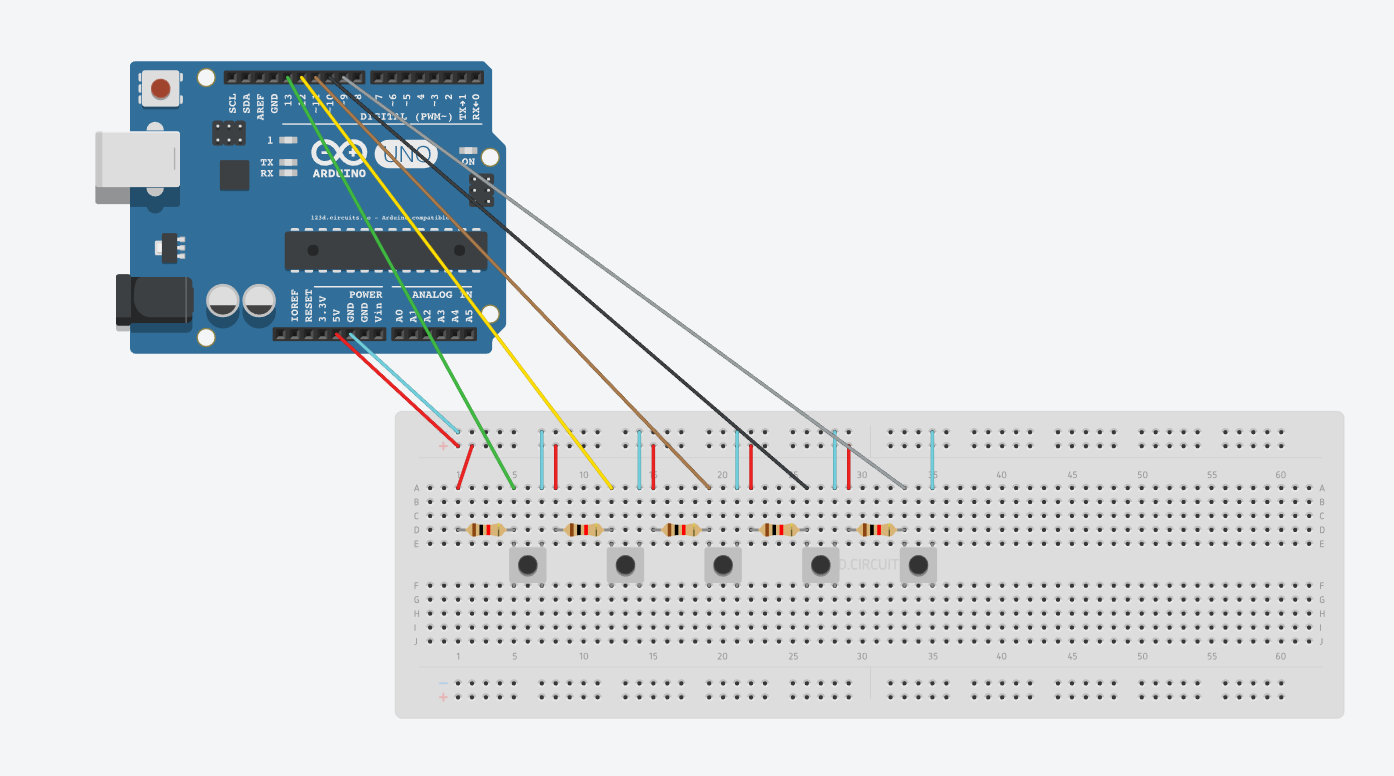 SCL
SDA
AREF
GND
13
12
~11
~10
~9
8
7
~6
~5
4
~3
2
TX→1
RX←0
DIGITAL (PWM~)
1
TX
RX
UNO
ON
ARDUINO
123d.circuits.io - Arduino compatible
IOREF
RESET
3.3V
5V
GND
GND
Vin
POWER
ANALOG IN
A0
A1
A2
A3
A4
A5
+
1 5 10 15 20 25 30 35 40 45 50 55 60
A A
B B
C C
D D
E E
D.CIRCUIT
F F
G G
H H
I I
J J
1 5 10 15 20 25 30 35 40 45 50 55 60
−
+